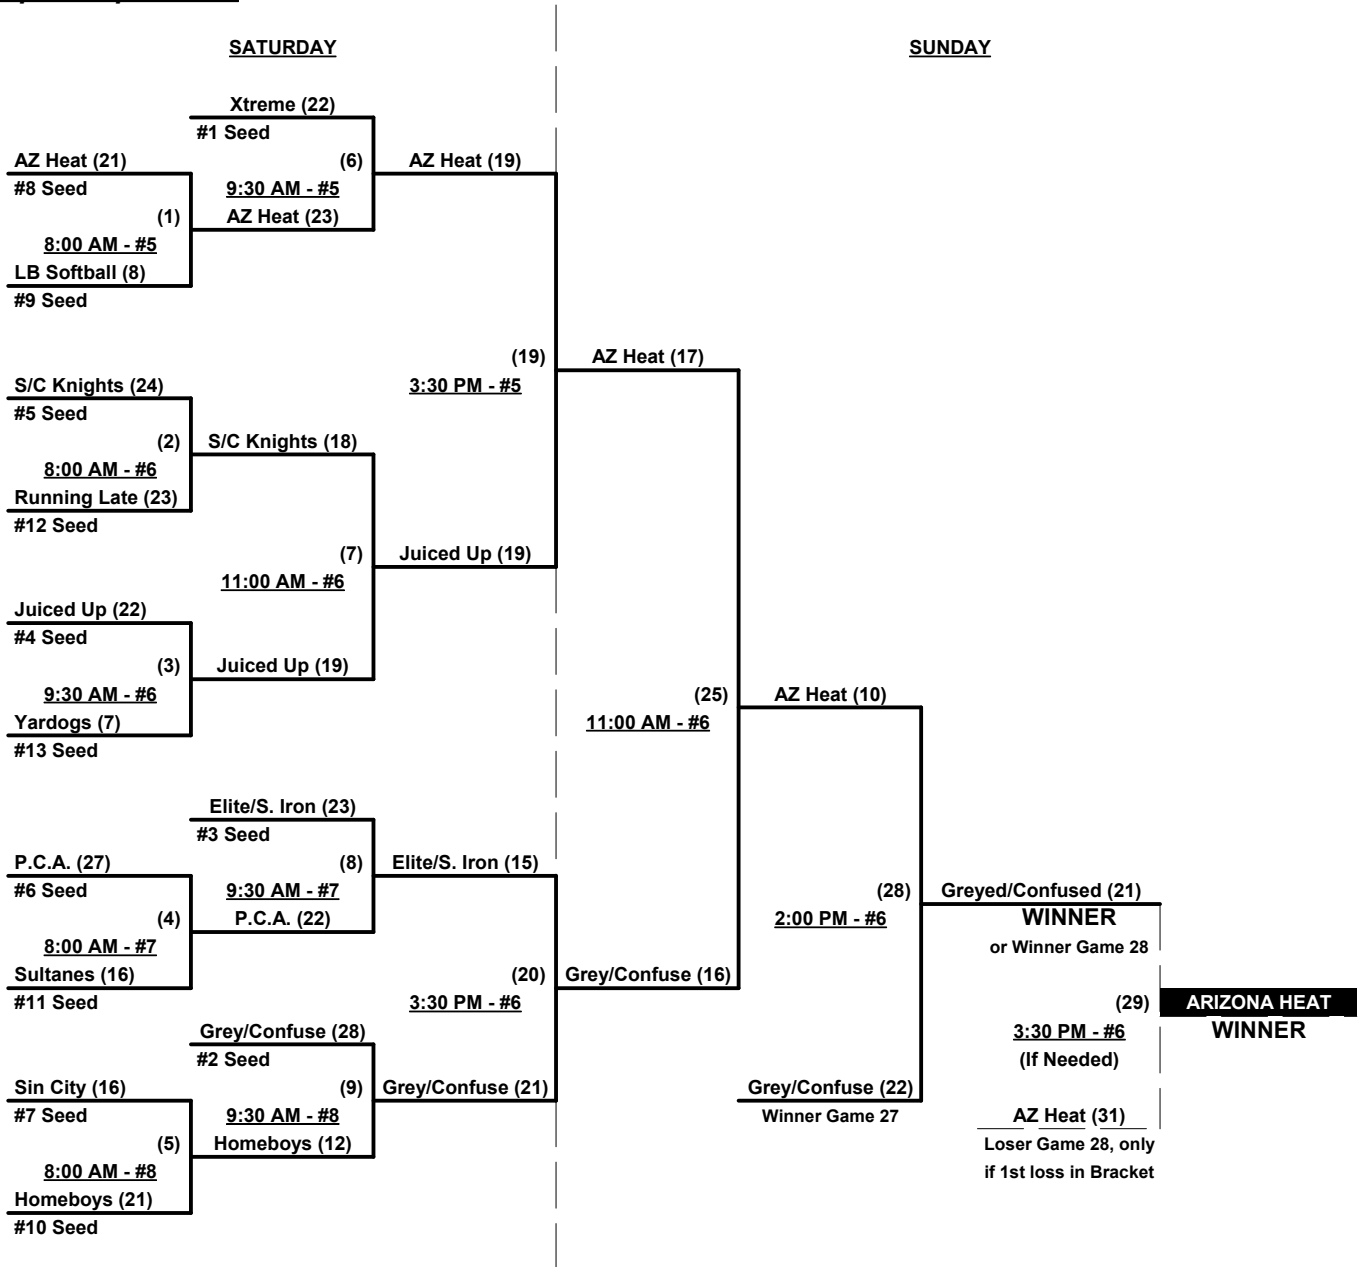 SATURDAY
SUNDAY
Xtreme (22)
#1 Seed
AZ Heat (21)
(6)
AZ Heat (19)
#8 Seed
9:30 AM - #5
(1)
AZ Heat (23)
8:00 AM - #5
LB Softball (8)
#9 Seed
(19)
AZ Heat (17)
S/C Knights (24)
3:30 PM - #5
#5 Seed
(2)
S/C Knights (18)
8:00 AM - #6
Running Late (23)
#12 Seed
(7)
Juiced Up (19)
11:00 AM - #6
Juiced Up (22)
#4 Seed
(3)
Juiced Up (19)
9:30 AM - #6
(25)
AZ Heat (10)
Yardogs (7)
11:00 AM - #6
#13 Seed
Elite/S. Iron (23)
#3 Seed
P.C.A. (27)
(8)
Elite/S. Iron (15)
#6 Seed
9:30 AM - #7
(28)
Greyed/Confused (21)
(4)
P.C.A. (22)
2:00 PM - #6
WINNER
8:00 AM - #7
or Winner Game 28
Sultanes (16)
(20)
Grey/Confuse (16)
#11 Seed
3:30 PM - #6
(29)
ARIZONA HEAT
Grey/Confuse (28)
3:30 PM - #6
WINNER
#2 Seed
(If Needed)
Sin City (16)
(9)
Grey/Confuse (21)
Grey/Confuse (22)
#7 Seed
9:30 AM - #8
Winner Game 27
AZ Heat (31)
(5)
Homeboys (12)
Loser Game 28, only
8:00 AM - #8
if 1st loss in Bracket
Homeboys (21)
#10 Seed